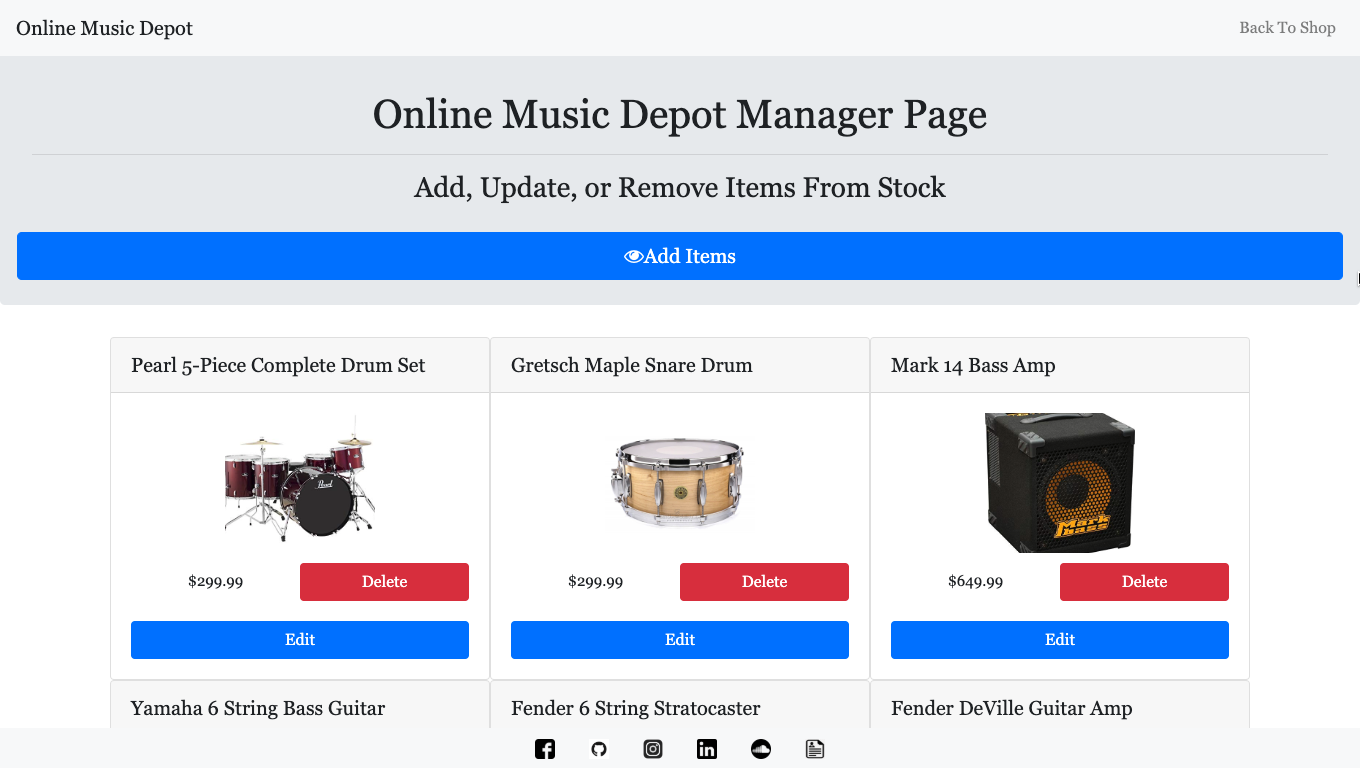 Online Music Depot
Back To Shop
Online Music Depot Manager Page
Add, Update, or Remove Items From Stock
Add Items
Pearl 5-Piece Complete Drum Set
Gretsch Maple Snare Drum
Mark 14 Bass Amp
Pearl
Mark
bass
$299.99
Delete
$299.99
Delete
$649.99
Delete
Edit
Edit
Edit
Yamaha 6 String Bass Guitar
Fender 6 String Stratocaster
Fender DeVille Guitar Amp